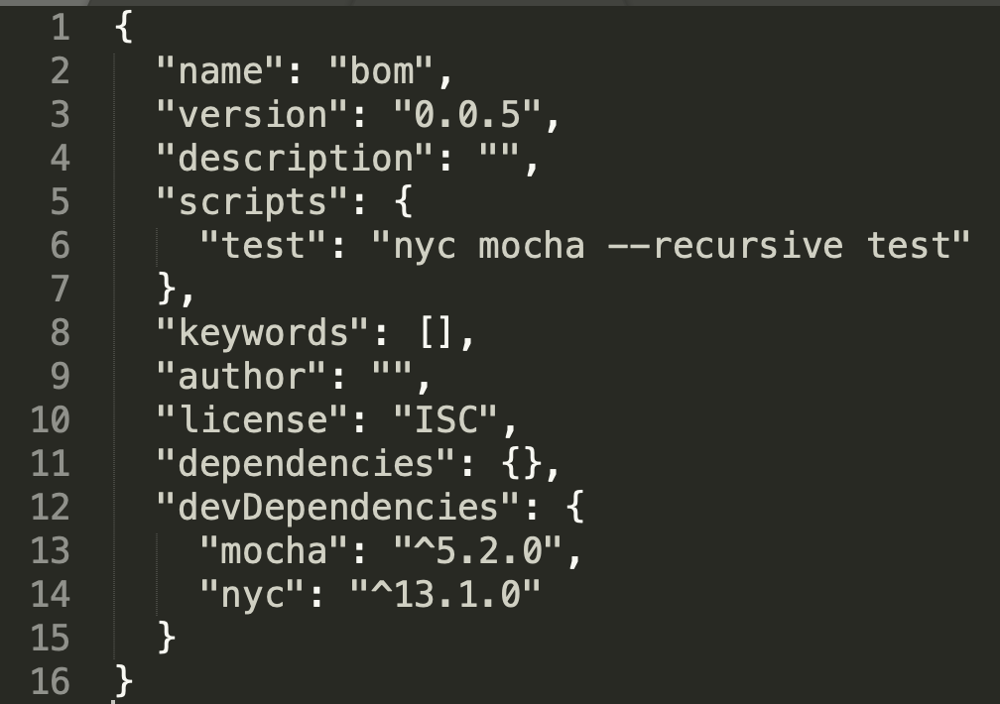 1 {
2   "name": "bom",
3   "version": "0.0.5",
4   "description": "",
5   "scripts": {
6     "test": "nyc mocha --recursive test"
7   },
8   "keywords": [],
9   "author": "",
10   "license": "ISC",
11   "dependencies": {},
12   "devDependencies": {
13     "mocha": "^5.2.0",
14     "nyc": "^13.1.0"
15   }
16 }